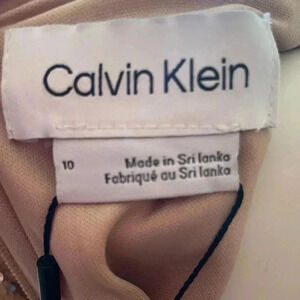 Calvin Klein
10 Made in Sri lanka
Fabriqué au Sri lanka